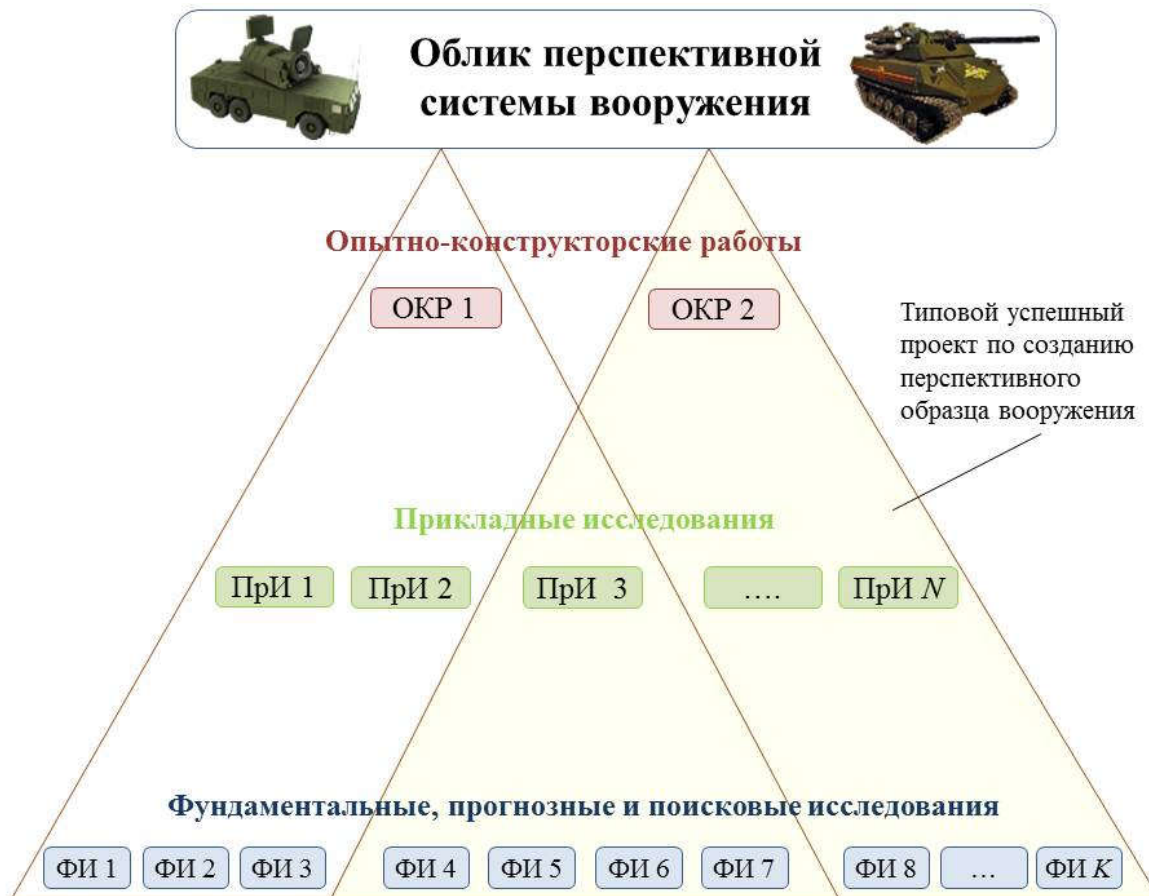 Облик перспективной
системы вооружения
Опытно-конструкторские работы
ОКР 1
ОКР 2
Типовой успешный
проект по созданию
перспективного
образца вооружения
Прикладные исследования
ПрИ 1
ПрИ 2
ПрИ 3
....
ПрИ N
Фундаментальные, прогнозные и поисковые исследования
ФИ 1
ФИ 2
ФИ 3
ФИ 4
ФИ 5
ФИ 6
ФИ 7
ФИ 8
...
ФИ K